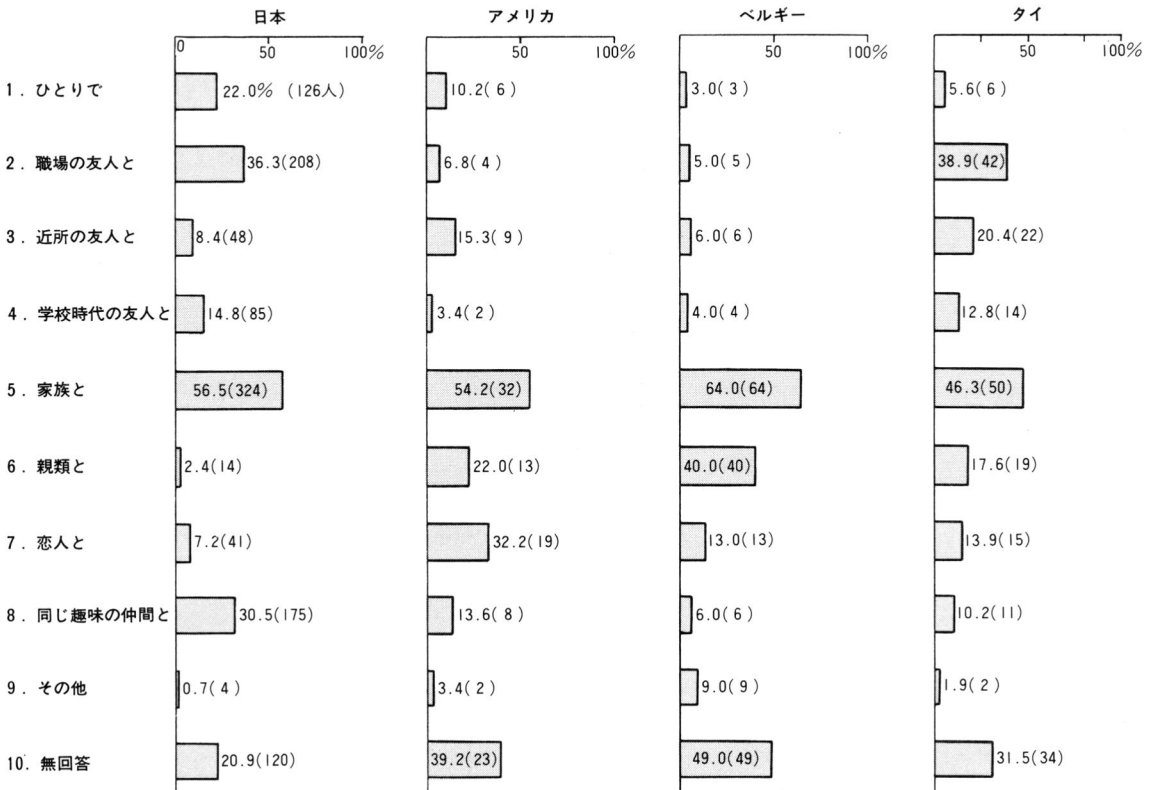 日本 アメリカ ベルギー タイ
0 50 100% 50 100% 50 100% 50 100%
1. ひとりで 22.0% (126人) 10.2(6) 3.0(3) 5.6(6)
2. 職場の友人と 36.3(208) 6.8(4) 5.0(5) 38.9(42)
3. 近所の友人と 8.4(48) 15.3(9) 6.0(6) 20.4(22)
4. 学校時代の友人と 14.8(85) 3.4(2) 4.0(4) 12.8(14)
5. 家族と 56.5(324) 54.2(32) 64.0(64) 46.3(50)
6. 親類と 2.4(14) 22.0(13) 40.0(40) 17.6(19)
7. 恋人と 7.2(41) 32.2(19) 13.0(13) 13.9(15)
8. 同じ趣味の仲間と 30.5(175) 13.6(8) 6.0(6) 10.2(11)
9. その他 0.7(4) 3.4(2) 9.0(9) 1.9(2)
10. 無回答 20.9(120) 39.2(23) 49.0(49) 31.5(34)